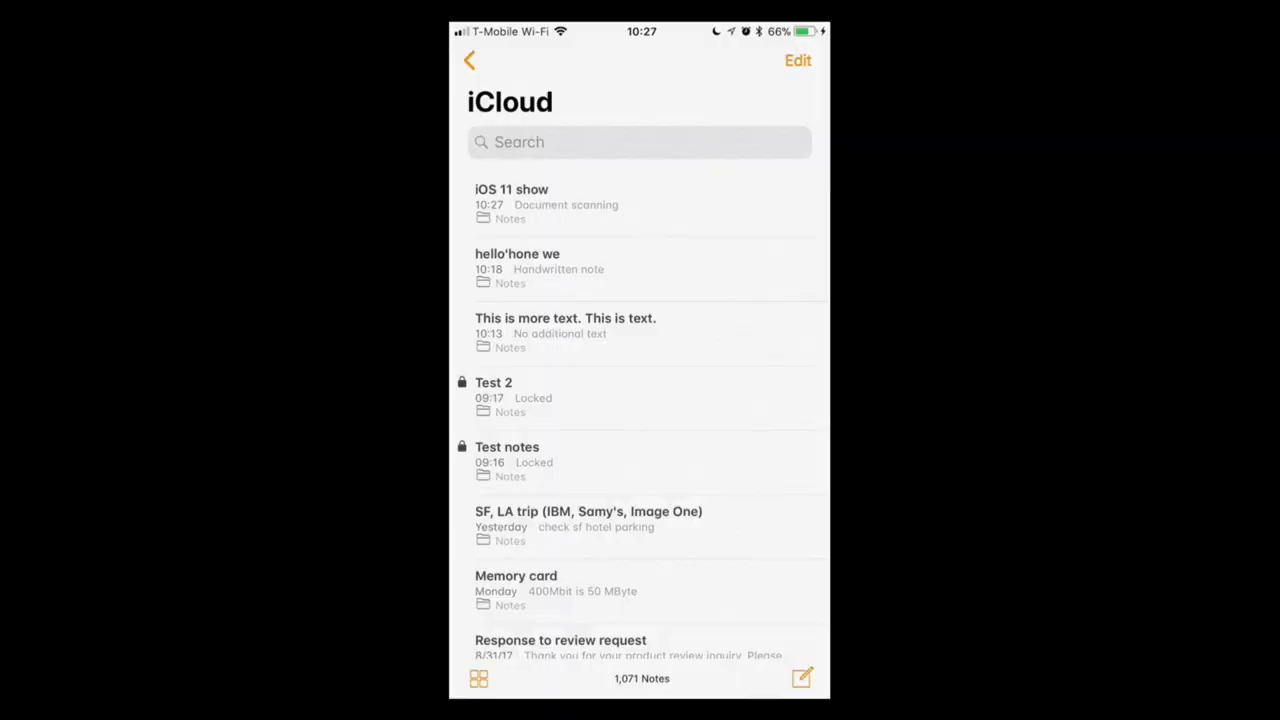 T-Mobile Wi-Fi 10:27 66%
Edit
iCloud
Search
iOS 11 show
10:27 Document scanning
Notes
hello'hone we
10:18 Handwritten note
Notes
This is more text. This is text.
10:13 No additional text
Notes
Test 2
09:17 Locked
Notes
Test notes
09:16 Locked
Notes
SF, LA trip (IBM, Samy's, Image One)
Yesterday check sf hotel parking
Notes
Memory card
Monday 400Mbit is 50 MByte
Notes
Response to review request
8/31/17 Thank you for your product review inquiry. Please
1,071 Notes